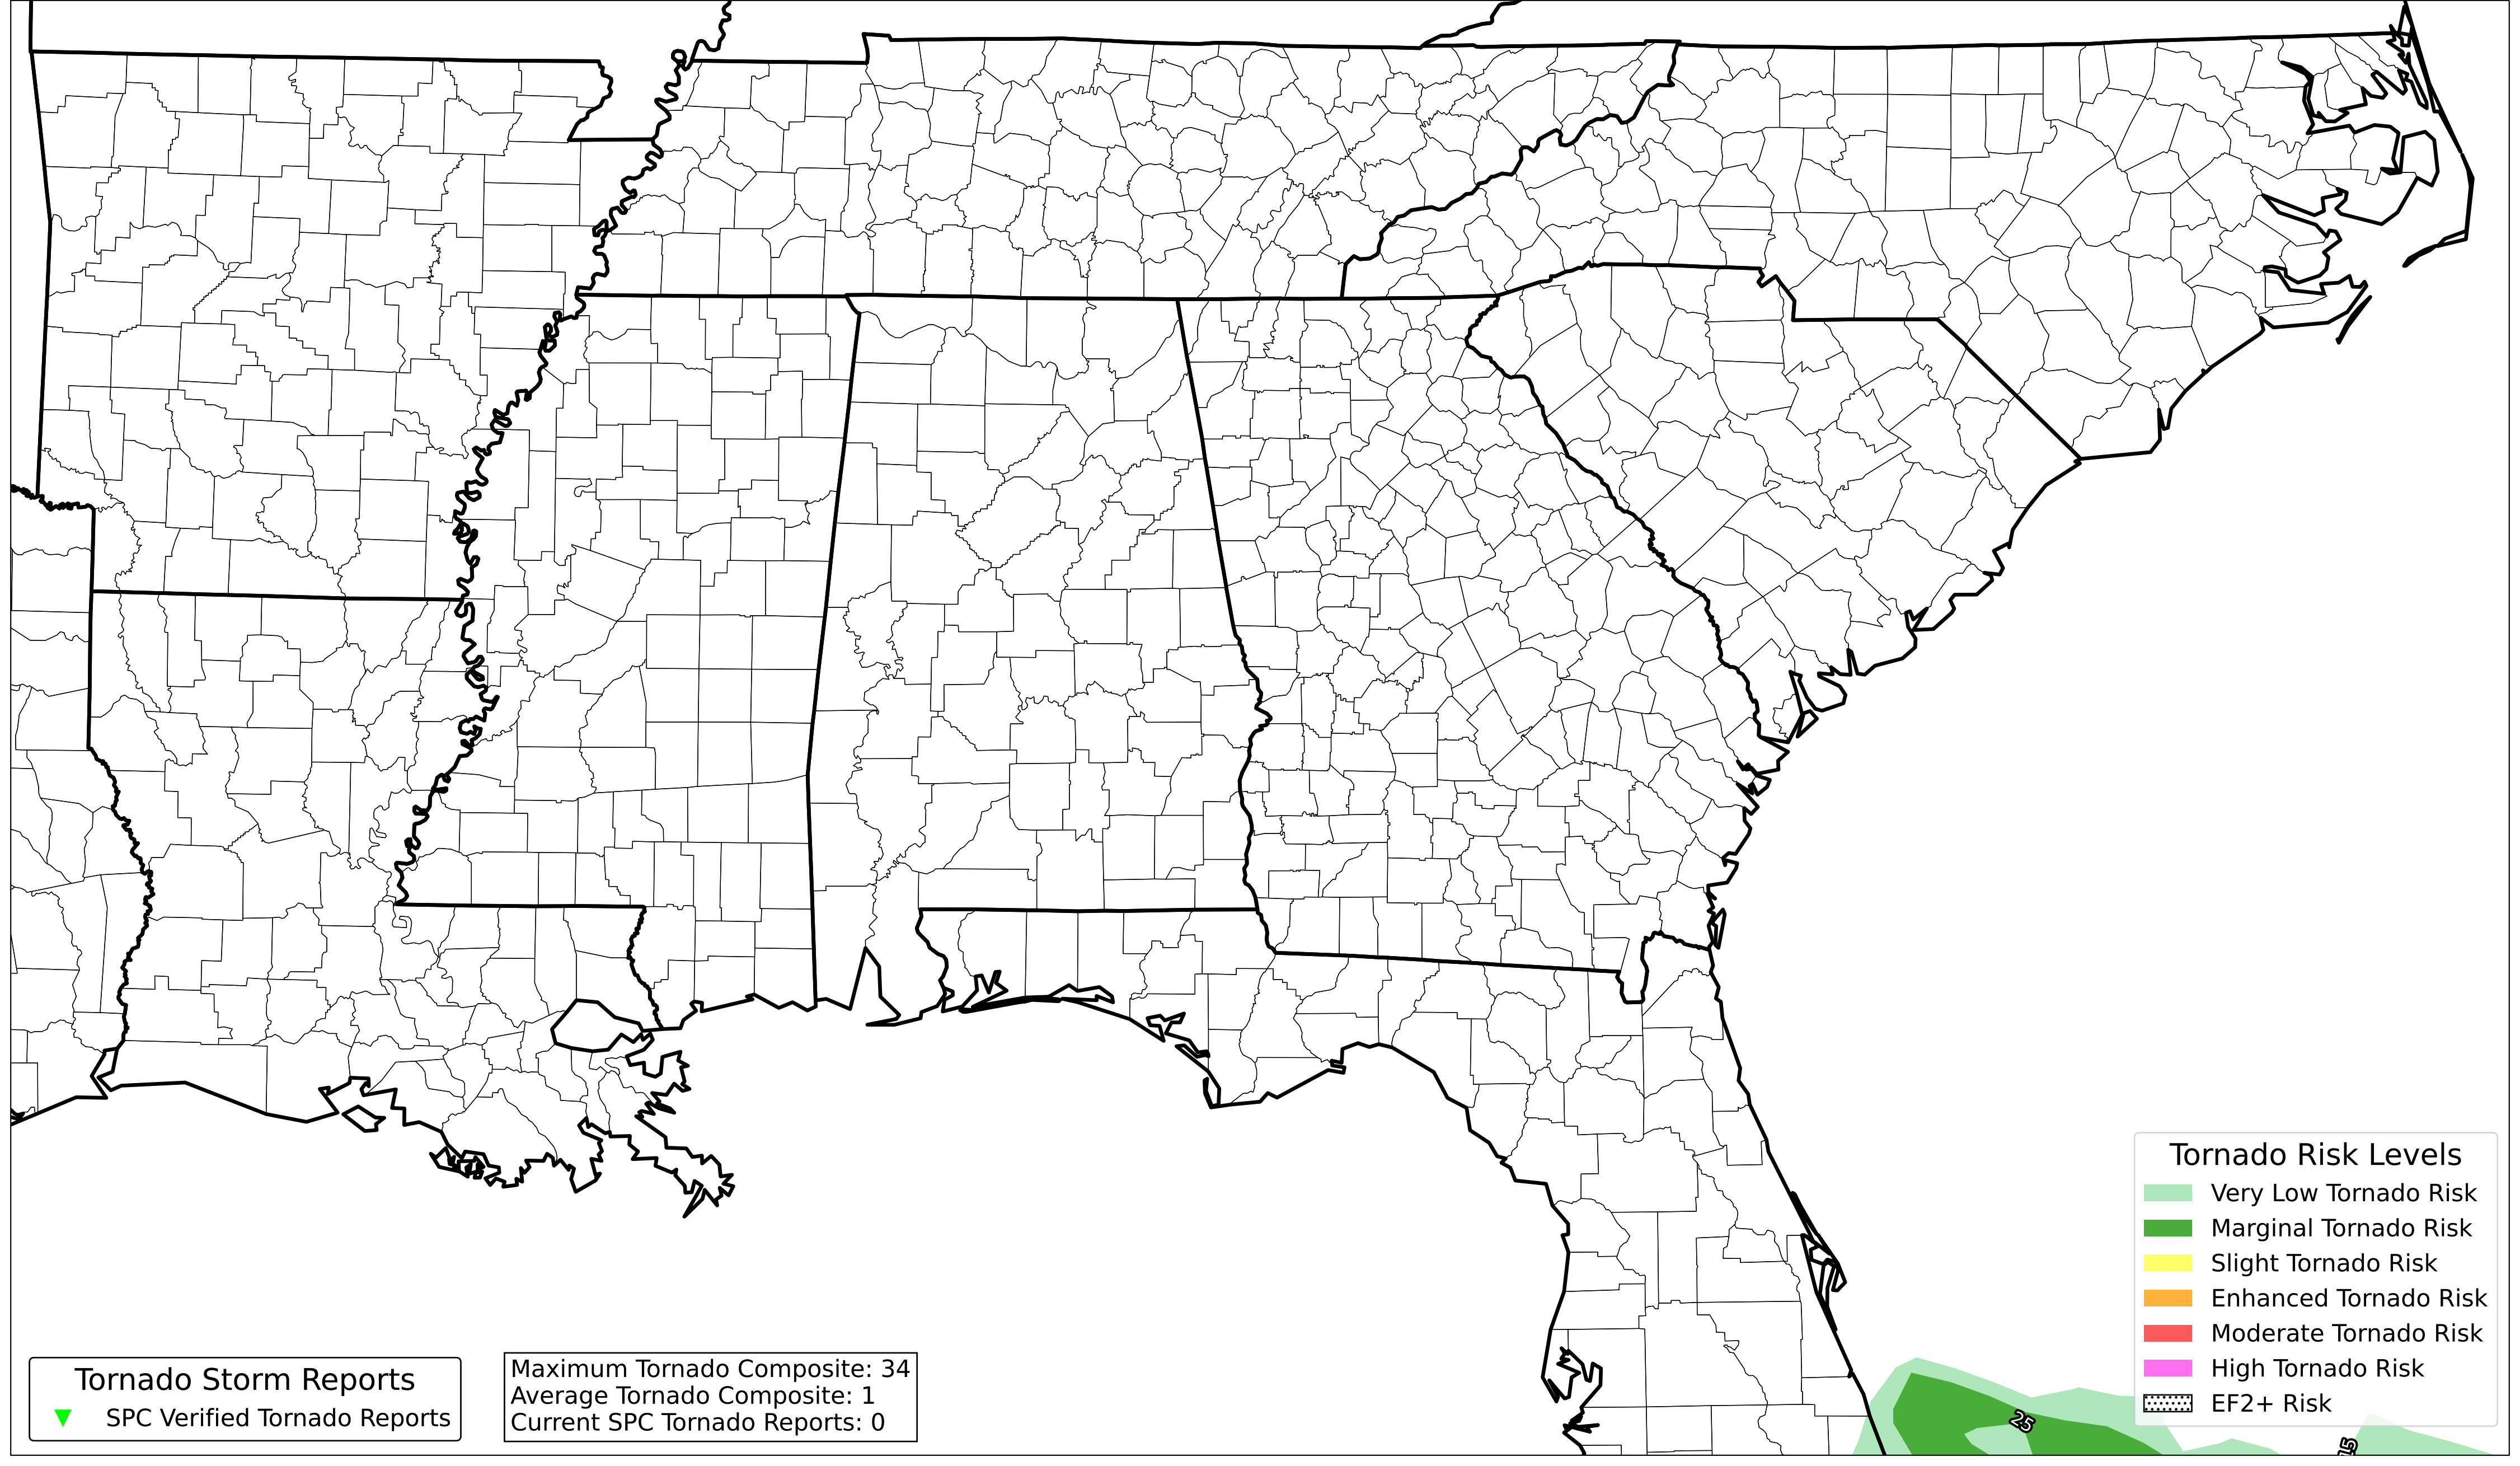 Tornado Risk Levels
Very Low Tornado Risk
Marginal Tornado Risk
Slight Tornado Risk
Enhanced Tornado Risk
Moderate Tornado Risk
High Tornado Risk
EF2+ Risk
Tornado Storm Reports
SPC Verified Tornado Reports
Maximum Tornado Composite: 34
Average Tornado Composite: 1
Current SPC Tornado Reports: 0
25
15